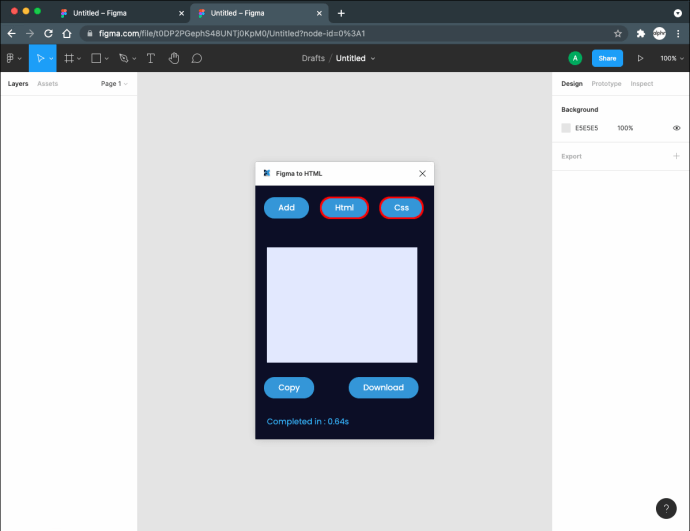 Untitled – Figma
Untitled – Figma
figma.com/file/t0DP2PGephS48UNTj0KpM0/Untitled?node-id=0%3A1
alphr
Drafts / Untitled
A
Share
100%
Layers
Assets
Page 1
Design
Prototype
Inspect
Background
E5E5E5
100%
Export
Figma to HTML
Add
Html
Css
Copy
Download
Completed in : 0.64s
?